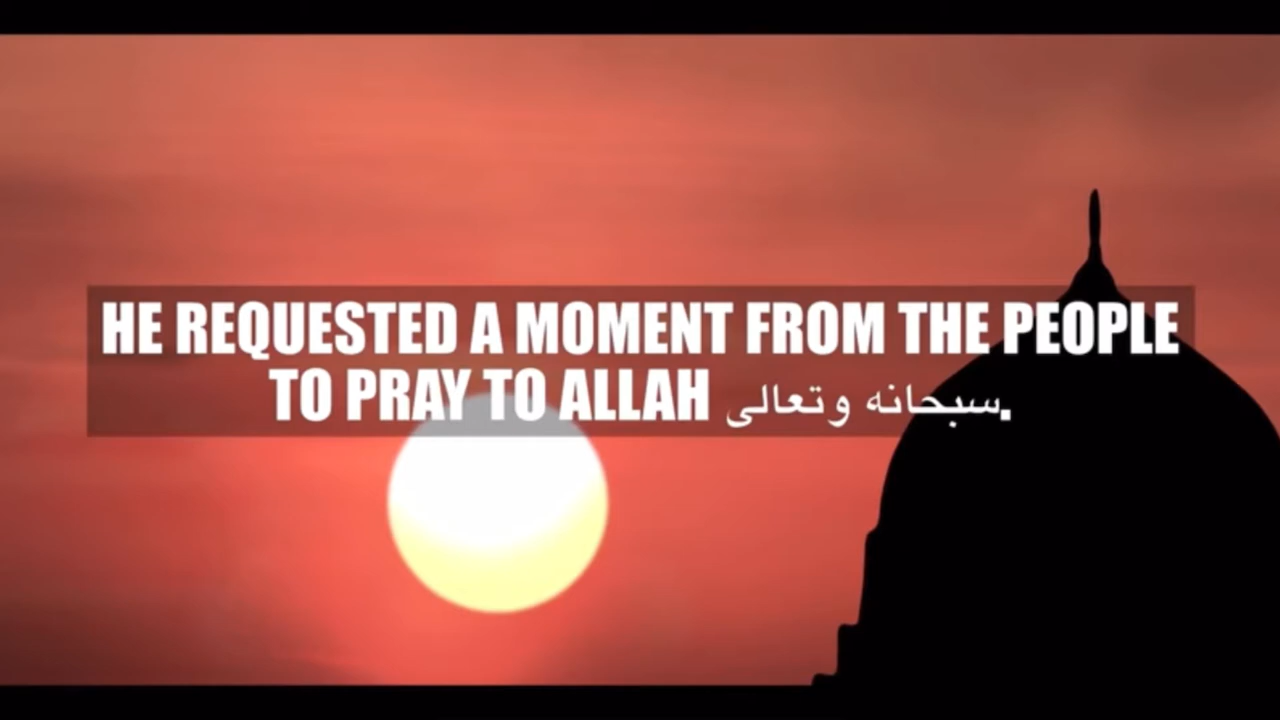 HE REQUESTED A MOMENT FROM THE PEOPLE
TO PRAY TO ALLAH سبحانه وتعالى.